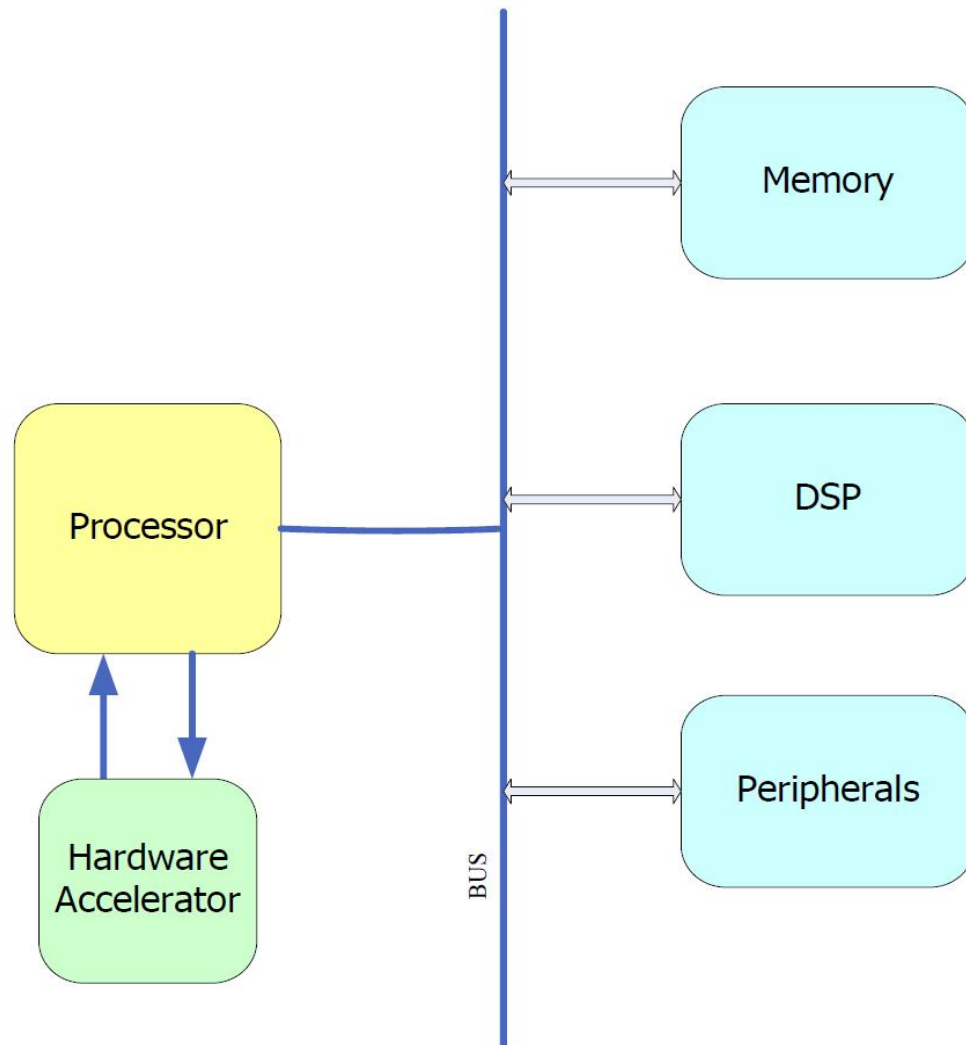 Memory
Processor
DSP
Hardware
Accelerator
Peripherals
BUS